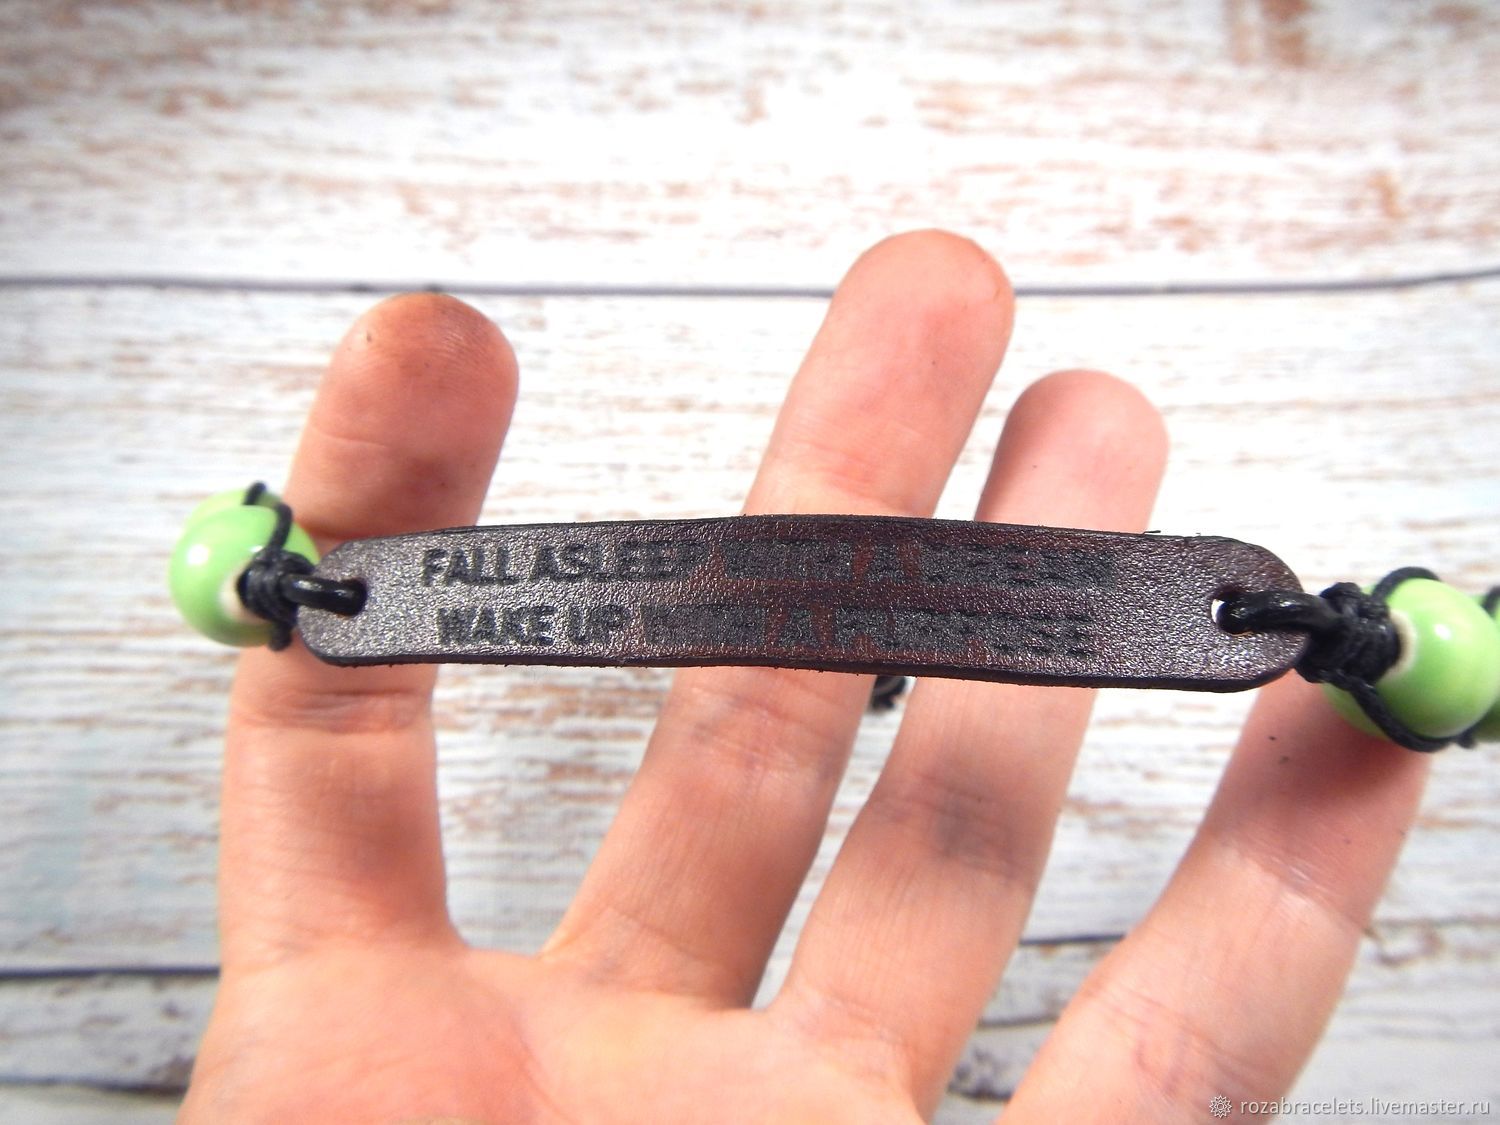 FALL ASLEEP WITH A DREAM
WAKE UP WITH A PURPOSE
rozabracelets.livemaster.ru